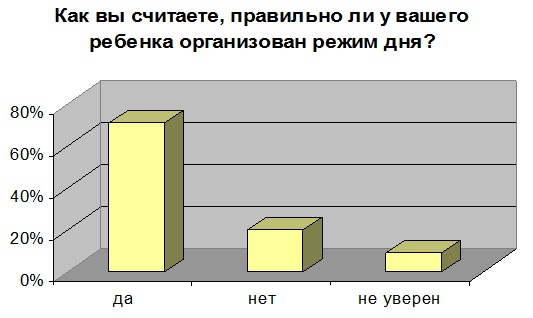 Как вы считаете, правильно ли у вашего
ребенка организован режим дня?
80%
60%
40%
20%
0%
да нет не уверен